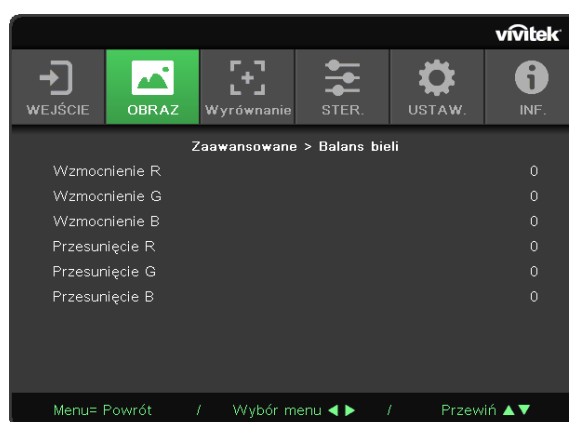 vivitek
WEJŚCIE OBRAZ Wyrównanie STER. USTAW. INF.
Zaawansowane > Balans bieli
Wzmocnienie R 0
Wzmocnienie G 0
Wzmocnienie B 0
Przesunięcie R 0
Przesunięcie G 0
Przesunięcie B 0
Menu= Powrót / Wybór menu ◀ ▶ / Przewiń ▲▼